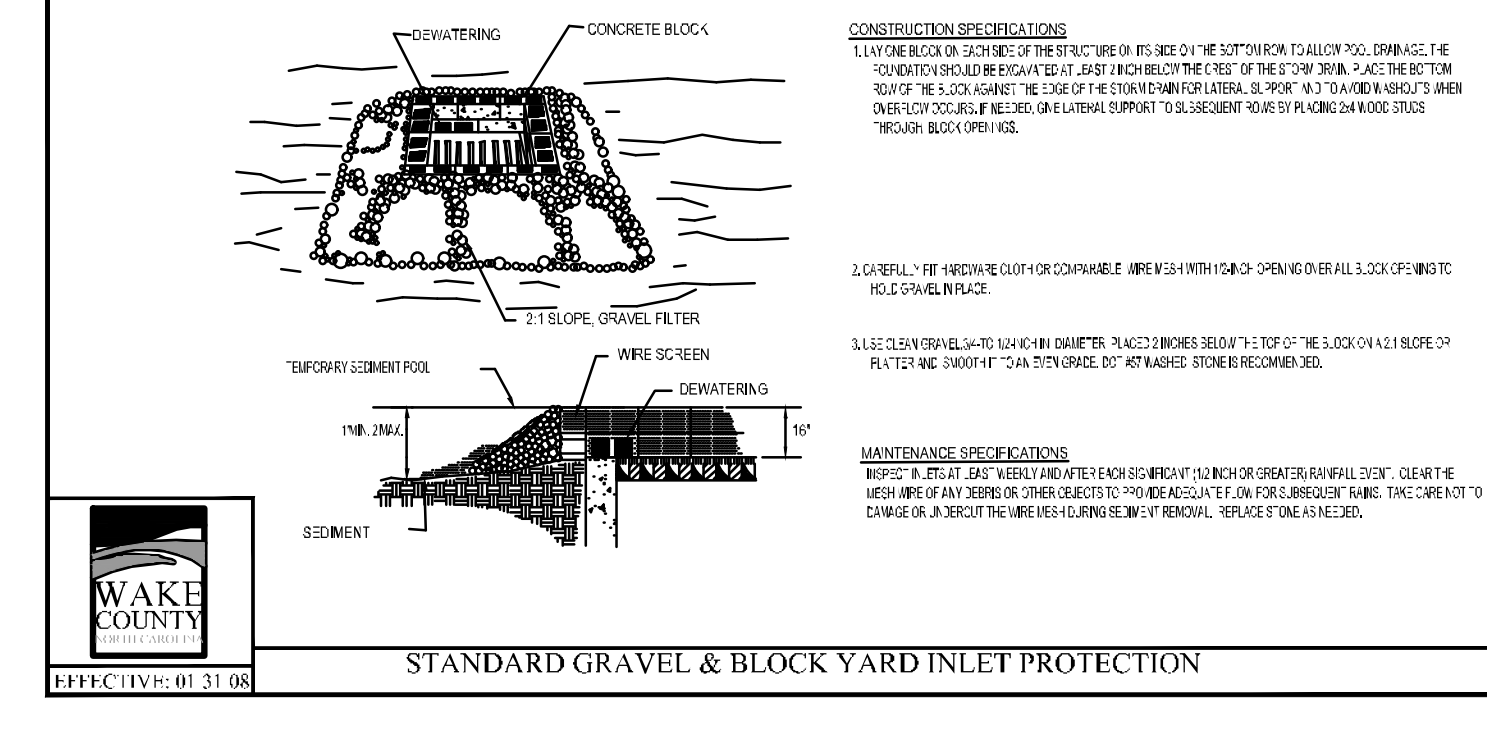 DEWATERING
CONCRETE BLOCK
2:1 SLOPE, GRAVEL FILTER
TEMPORARY SEDIMENT POOL
WIRE SCREEN
DEWATERING
1'MIN. 2'MAX.
16"
SEDIMENT
CONSTRUCTION SPECIFICATIONS
1. LAY ONE BLOCK ON EACH SIDE OF THE STRUCTURE ON ITS SIDE ON THE BOTTOM ROW TO ALLOW POOL DRAINAGE. THE
FOUNDATION SHOULD BE EXCAVATED AT LEAST 2 INCH BELOW THE CREST OF THE STORM DRAIN. PLACE THE BOTTOM
ROW OF THE BLOCK AGAINST THE EDGE OF THE STORM DRAIN FOR LATERAL SUPPORT AND TO AVOID WASHOUTS WHEN
OVERFLOW OCCURS. IF NEEDED, GIVE LATERAL SUPPORT TO SUBSEQUENT ROWS BY PLACING 2x4 WOOD STUDS
THROUGH BLOCK OPENINGS.
2. CAREFULLY FIT HARDWARE CLOTH OR COMPARABLE WIRE MESH WITH 1/2-INCH OPENING OVER ALL BLOCK OPENING TO
HOLD GRAVEL IN PLACE.
3. USE CLEAN GRAVEL,3/4-TO 1/2-INCH IN DIAMETER PLACED 2 INCHES BELOW THE TOP OF THE BLOCK ON A 2:1 SLOPE OR
FLATTER AND SMOOTH IT TO AN EVEN GRADE. DOT #57 WASHED STONE IS RECOMMENDED.
MAINTENANCE SPECIFICATIONS
INSPECT INLETS AT LEAST WEEKLY AND AFTER EACH SIGNIFICANT (1/2 INCH OR GREATER) RAINFALL EVENT. CLEAR THE
MESH WIRE OF ANY DEBRIS OR OTHER OBJECTS TO PROVIDE ADEQUATE FLOW FOR SUBSEQUENT RAINS. TAKE CARE NOT TO
DAMAGE OR UNDERCUT THE WIRE MESH DURING SEDIMENT REMOVAL. REPLACE STONE AS NEEDED.
WAKE
COUNTY
NORTH CAROLINA
EFFECTIVE: 01 31 08
STANDARD GRAVEL & BLOCK YARD INLET PROTECTION